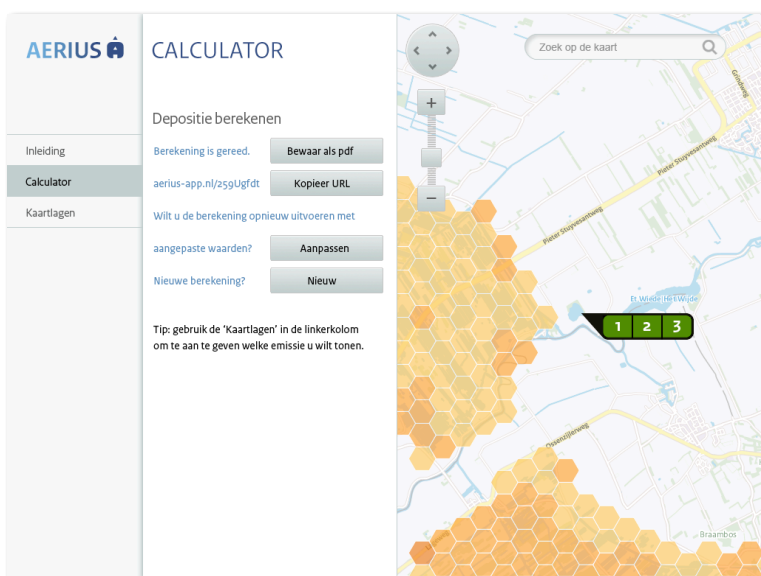 AERIUS
CALCULATOR
Zoek op de kaart
Depositie berekenen
Inleiding
Berekening is gereed.
Bewaar als pdf
Calculator
aerius-app.nl/259Ugfdt
Kopieer URL
Kaartlagen
Wilt u de berekening opnieuw uitvoeren met
aangepaste waarden?
Aanpassen
Nieuwe berekening?
Nieuw
Tip: gebruik de ‘Kaartlagen’ in de linkerkolom
om te aan te geven welke emissie u wilt tonen.
+
−
Grindweg
Pieter Stuyvesantweg
Pieter Stuyvesantweg
Et Wiede Het Wijde
1 2 3
Ossenzijlerweg
Braambos